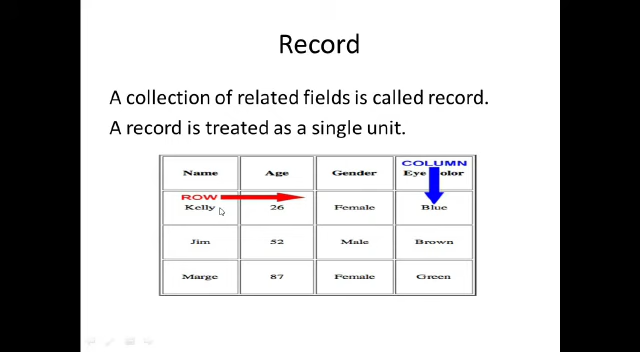 Record
A collection of related fields is called record.
A record is treated as a single unit.
COLUMN
Name Age Gender Eye Color
ROW
Kelly 26 Female Blue
Jim 52 Male Brown
Marge 87 Female Green